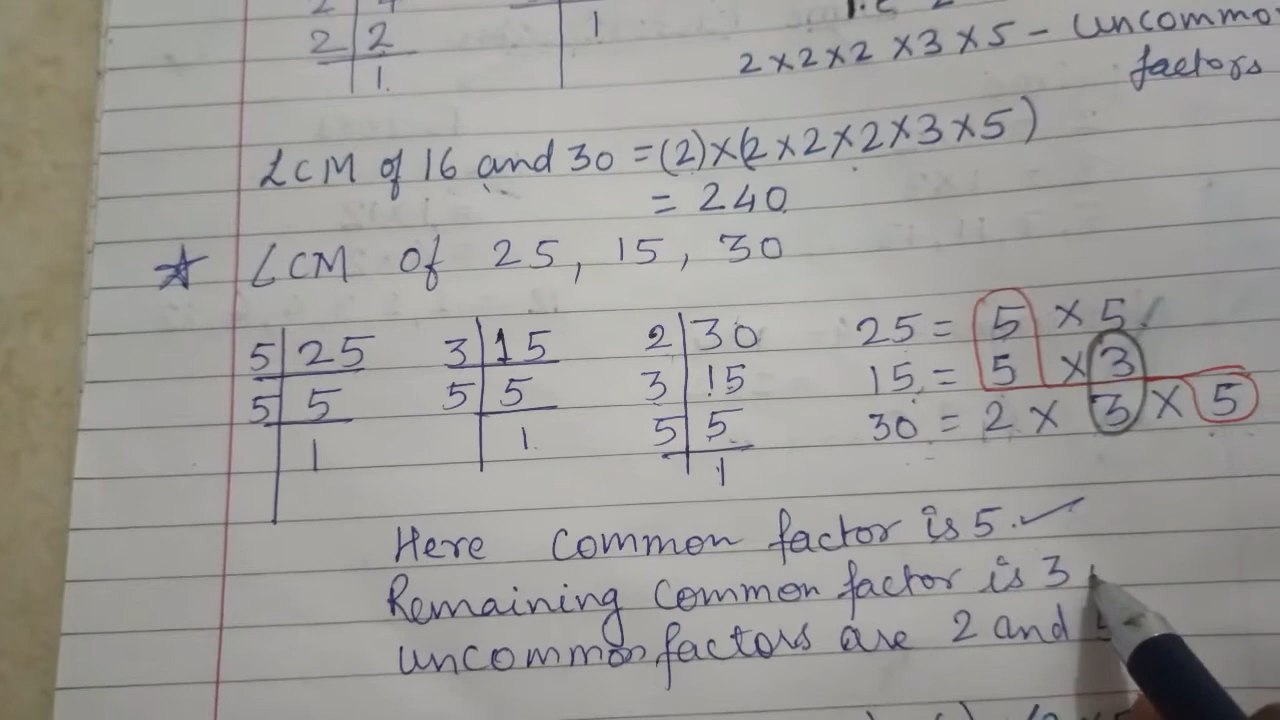 2 2 1
1.
2×2×2×3×5 - uncommo
factors
LCM of 16 and 30 = (2)×(2×2×2×3×5)
= 240
LCM of 25, 15, 30
5 25 3 15 2 30 25 = 5 × 5
5 5 5 5 3 15 15 = 5 × 3
1 1 5 5 30 = 2 × 3 × 5
1
Here common factor is 5.
Remaining common factor is 3
uncommon factors are 2 and